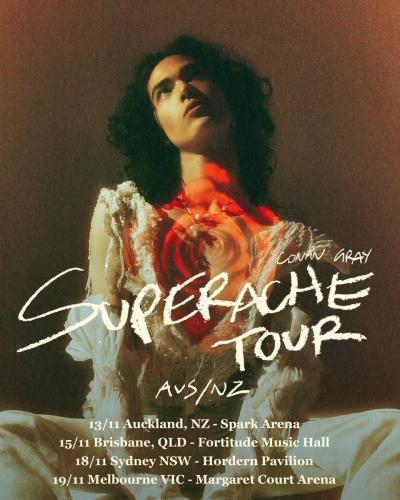 CONAN GRAY
SUPERACHE
TOUR
AUS/NZ
13/11 Auckland, NZ - Spark Arena
15/11 Brisbane, QLD - Fortitude Music Hall
18/11 Sydney NSW - Hordern Pavilion
19/11 Melbourne VIC - Margaret Court Arena